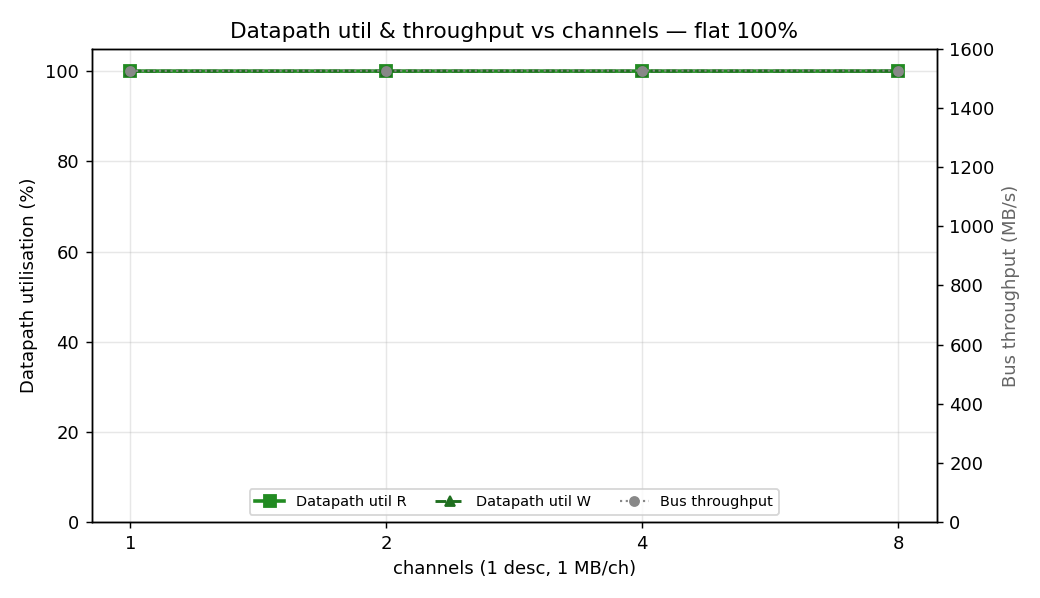 Datapath util & throughput vs channels — flat 100%
Datapath utilisation (%)
100
80
60
40
20
0
1600
1400
1200
1000
800
600
400
200
0
Bus throughput (MB/s)
Datapath util R
Datapath util W
Bus throughput
1
2
4
8
channels (1 desc, 1 MB/ch)